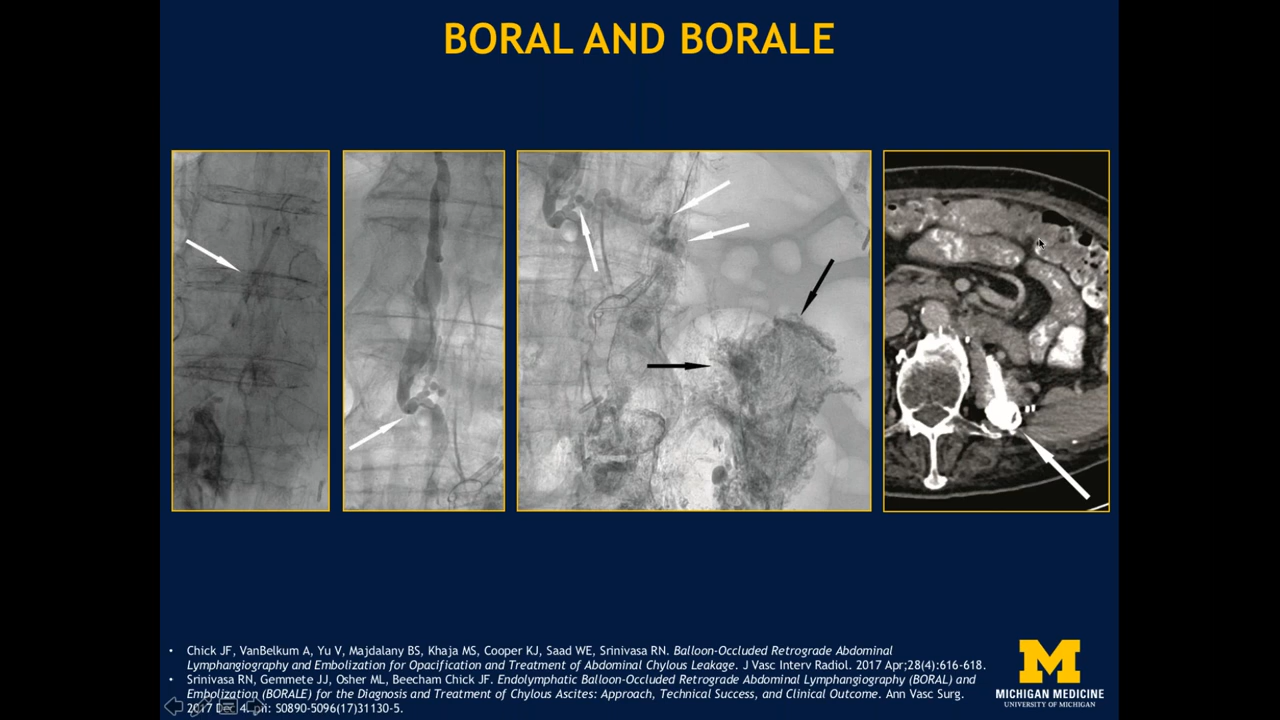 BORAL AND BORALE
• Chick JF, VanBelkum A, Yu V, Majdalany BS, Khaja MS, Cooper KJ, Saad WE, Srinivasa RN. Balloon-Occluded Retrograde Abdominal
Lymphangiography and Embolization for Opacification and Treatment of Abdominal Chylous Leakage. J Vasc Interv Radiol. 2017 Apr;28(4):616-618.
• Srinivasa RN, Gemmete JJ, Osher ML, Beecham Chick JF. Endolymphatic Balloon-Occluded Retrograde Abdominal Lymphangiography (BORAL) and
Embolization (BORALE) for the Diagnosis and Treatment of Chylous Ascites: Approach, Technical Success, and Clinical Outcome. Ann Vasc Surg.
2017 Dec 4. S0890-5096(17)31130-5.
M
MICHIGAN MEDICINE
UNIVERSITY OF MICHIGAN